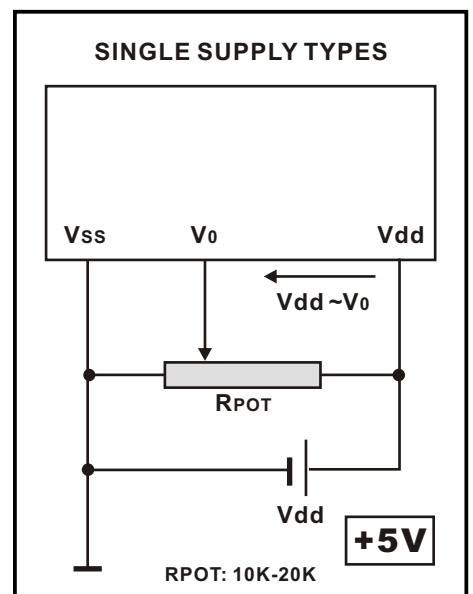 SINGLE SUPPLY TYPES
VSS V0 Vdd
Vdd ~V0
RPOT
Vdd
+5V
RPOT: 10K-20K